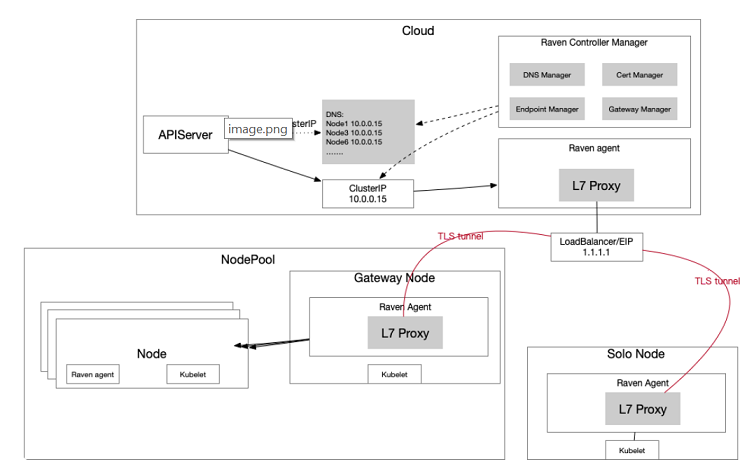 Cloud
Raven Controller Manager
DNS Manager
Cert Manager
Endpoint Manager
Gateway Manager
APIServer
image.png
sterIP
DNS:
Node1 10.0.0.15
Node3 10.0.0.15
Node6 10.0.0.15
.......
ClusterIP
10.0.0.15
Raven agent
L7 Proxy
LoadBalancer/EIP
1.1.1.1
TLS tunnel
TLS tunnel
NodePool
Gateway Node
Raven Agent
L7 Proxy
Kubelet
Node
Raven agent
Kubelet
Solo Node
Raven Agent
L7 Proxy
Kubelet